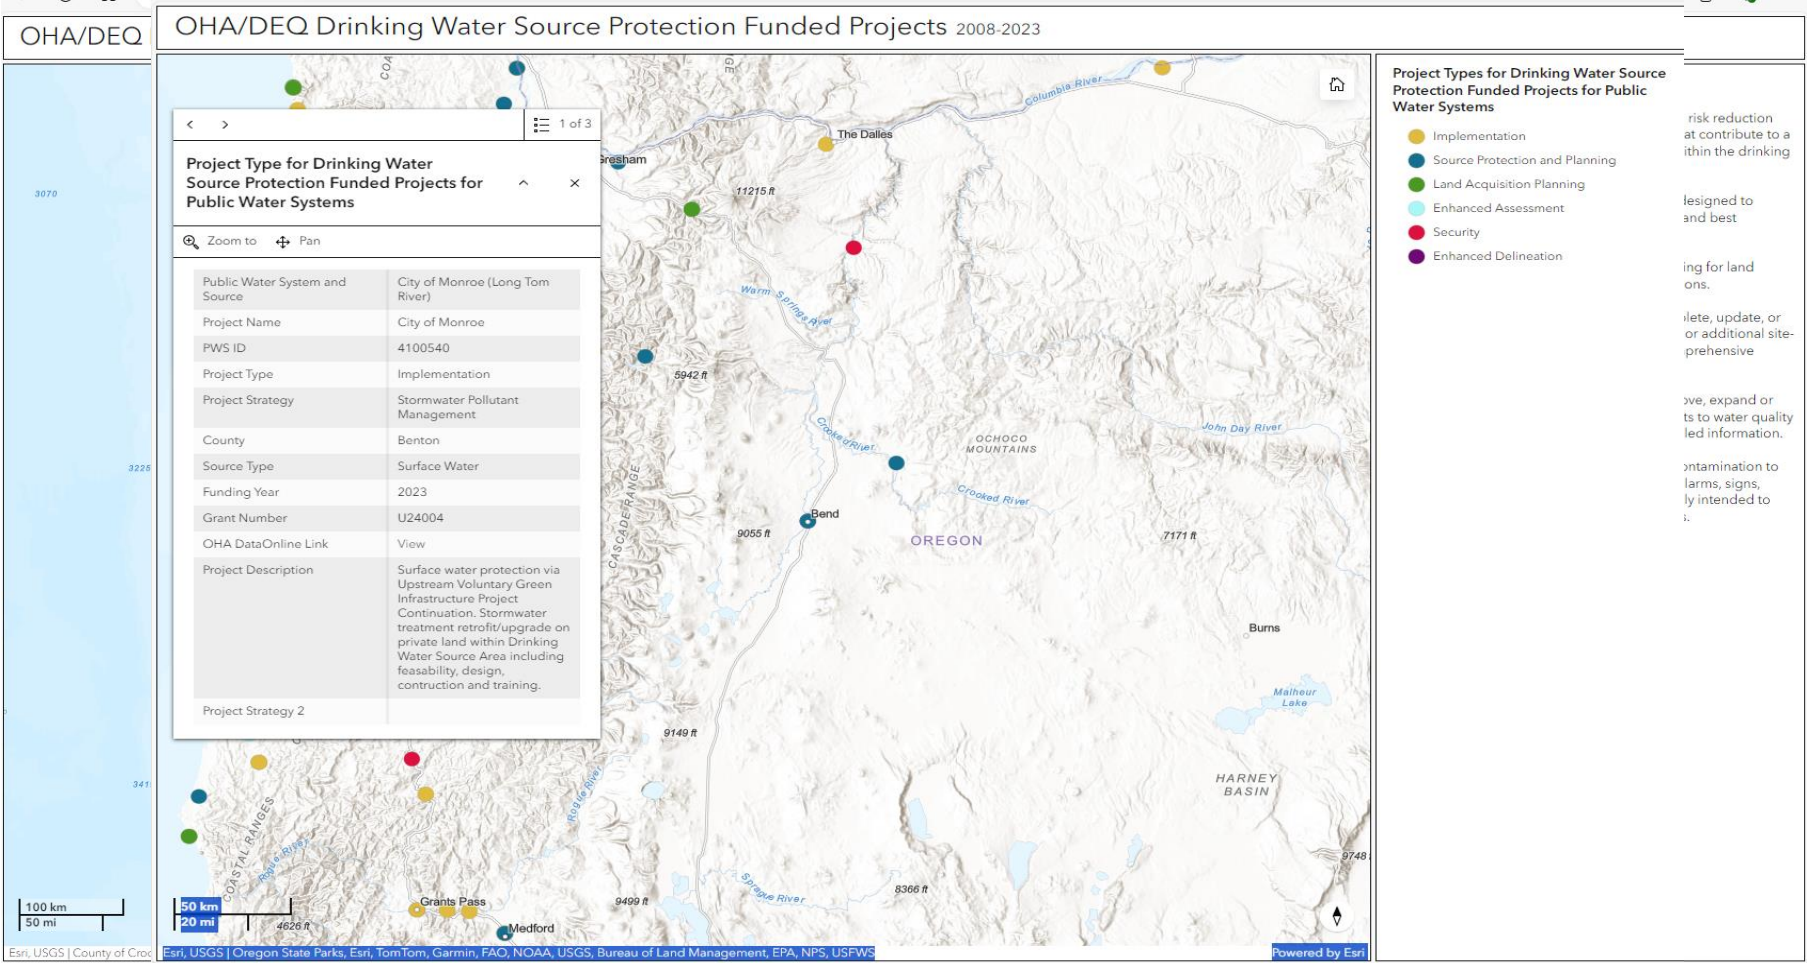 OHA/DEQ
OHA/DEQ Drinking Water Source Protection Funded Projects 2008-2023
3070
3225
341
100 km
50 mi
Esri, USGS | County of Croo
1 of 3
Project Type for Drinking Water
Source Protection Funded Projects for
Public Water Systems
Zoom to
Pan
Public Water System and
Source
City of Monroe (Long Tom
River)
Project Name
City of Monroe
PWS ID
4100540
Project Type
Implementation
Project Strategy
Stormwater Pollutant
Management
County
Benton
Source Type
Surface Water
Funding Year
2023
Grant Number
U24004
OHA DataOnline Link
View
Project Description
Surface water protection via
Upstream Voluntary Green
Infrastructure Project
Continuation. Stormwater
treatment retrofit/upgrade on
private land within Drinking
Water Source Area including
feasability, design,
contruction and training.
Project Strategy 2
COA
GE
Columbia River
The Dalles
Gresham
11215 ft
Warm Springs River
5942 ft
Crooked River
OCHOCO
MOUNTAINS
John Day River
Crooked River
CASCADE RANGE
Bend
9055 ft
OREGON
7171 ft
Burns
Malheur
Lake
9149 ft
HARNEY
BASIN
Rogue River
COASTAL RANGES
Rogue River
9748
8366 ft
Sprague River
Grants Pass
9499 ft
4626 ft
Medford
50 km
20 mi
Esri, USGS | Oregon State Parks, Esri, TomTom, Garmin, FAO, NOAA, USGS, Bureau of Land Management, EPA, NPS, USFWS
Powered by Esri
Project Types for Drinking Water Source
Protection Funded Projects for Public
Water Systems
Implementation
Source Protection and Planning
Land Acquisition Planning
Enhanced Assessment
Security
Enhanced Delineation
risk reduction
at contribute to a
ithin the drinking
designed to
and best
ing for land
ons.
lete, update, or
or additional site-
prehensive
ove, expand or
ts to water quality
led information.
ontamination to
larms, signs,
ly intended to
s.